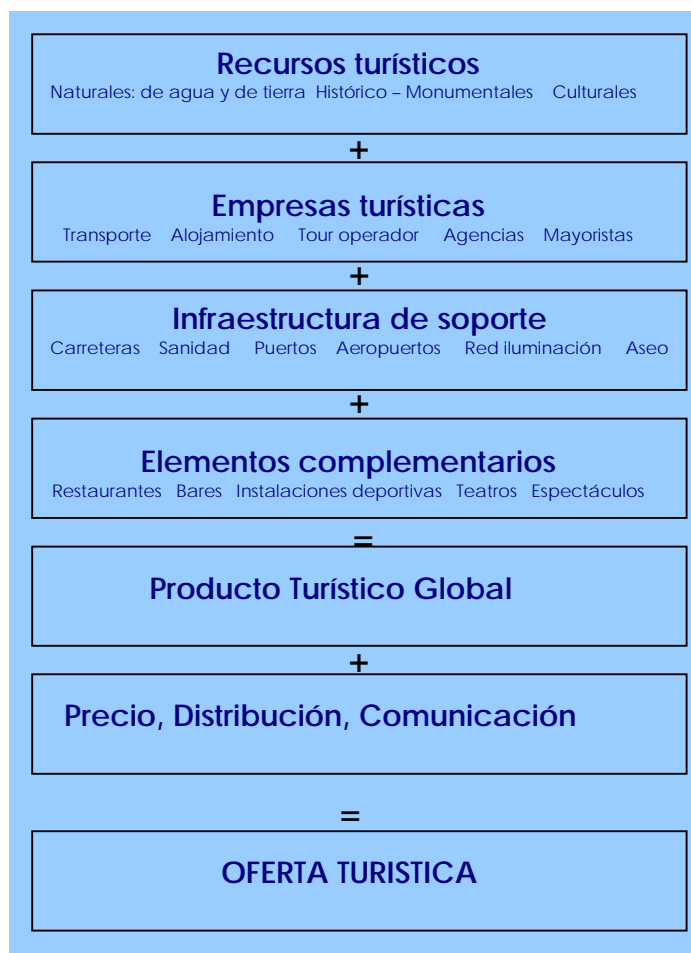 Recursos turísticos
Naturales: de agua y de tierra Histórico – Monumentales Culturales
+
Empresas turísticas
Transporte Alojamiento Tour operador Agencias Mayoristas
+
Infraestructura de soporte
Carreteras Sanidad Puertos Aeropuertos Red iluminación Aseo
+
Elementos complementarios
Restaurantes Bares Instalaciones deportivas Teatros Espectáculos
=
Producto Turístico Global
+
Precio, Distribución, Comunicación
=
OFERTA TURISTICA